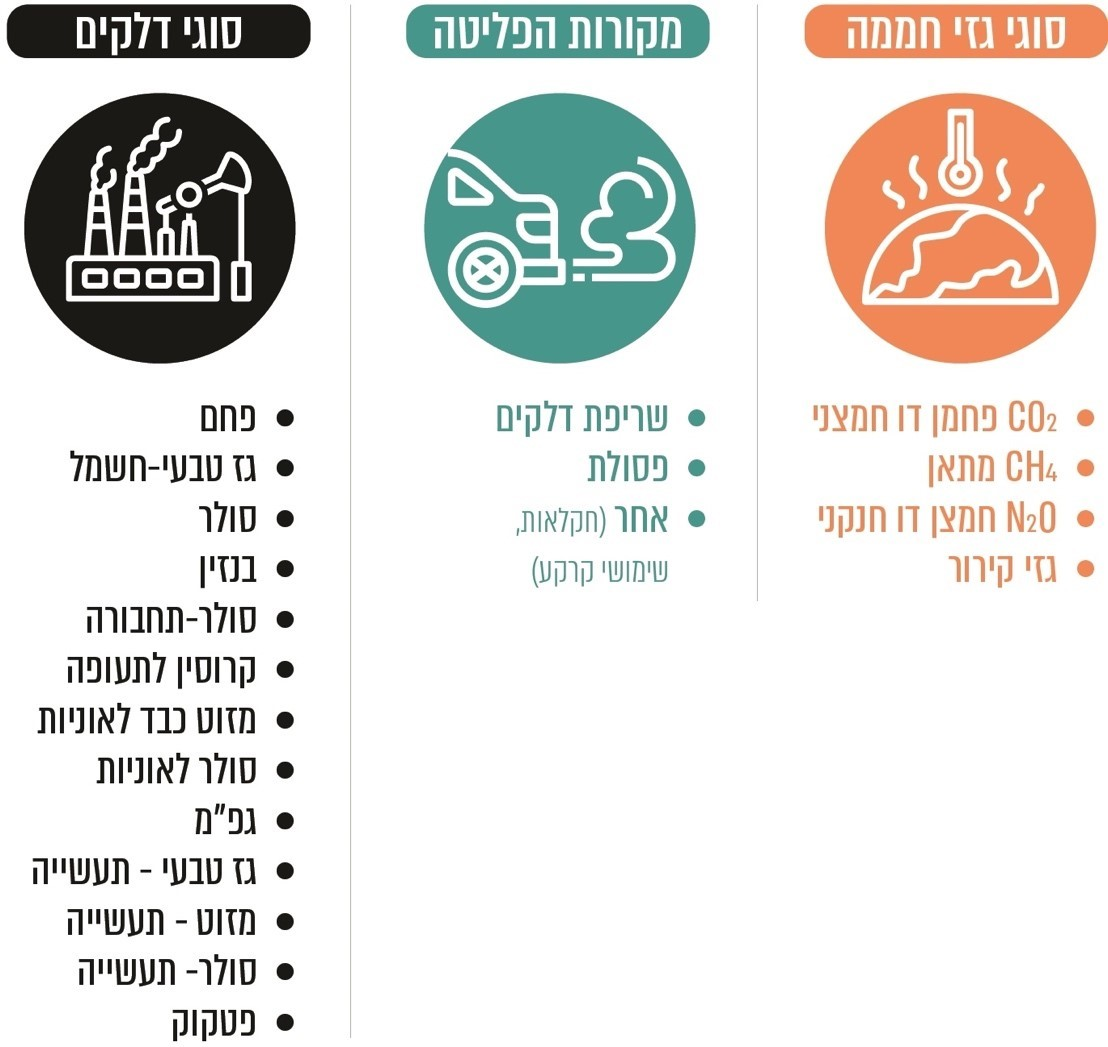 סוגי גזי חממה
CO₂ פחמן דו חמצני
CH₄ מתאן
N₂O חמצן דו חנקני
גזי קירור
מקורות הפליטה
שריפת דלקים
פסולת
אחר (חקלאות,
שימושי קרקע)
סוגי דלקים
פחם
גז טבעי-חשמל
סולר
בנזין
סולר-תחבורה
קרוסין לתעופה
מזוט כבד לאוניות
סולר לאוניות
גפ"מ
גז טבעי - תעשייה
מזוט - תעשייה
סולר- תעשייה
פטקוק